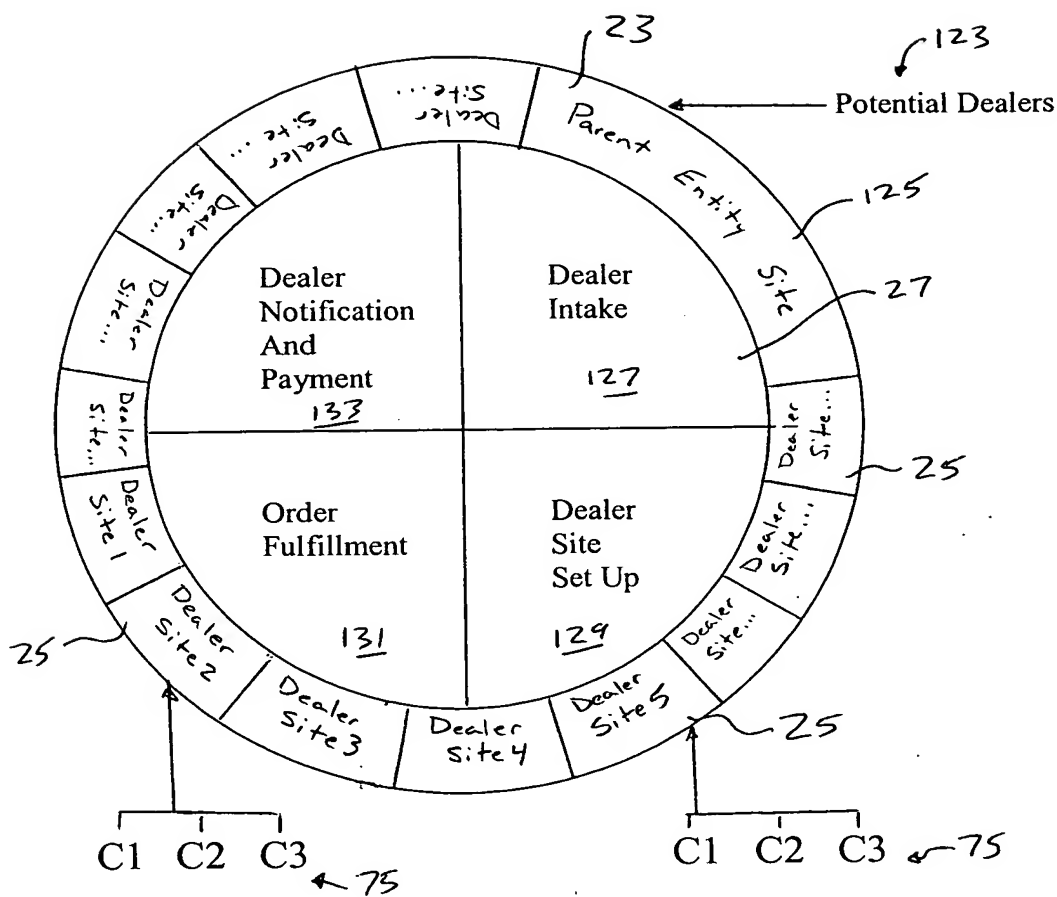 23
123
Potential Dealers
Parent Entity Site
125
27
Dealer
Site...
25
Dealer
Site....
Dealer
Site...
Dealer
Site 5
25
Dealer
Site 4
Dealer
Site 3
Dealer
Site 2
25
Dealer
Site 1
Dealer
Site...
Dealer
Site...
Dealer
Site...
Dealer
Site ...
Dealer
Site...
Dealer
Notification
And
Payment
133
Dealer
Intake
127
Order
Fulfillment
131
Dealer
Site
Set Up
129
C1 C2 C3
75
C1 C2 C3
75